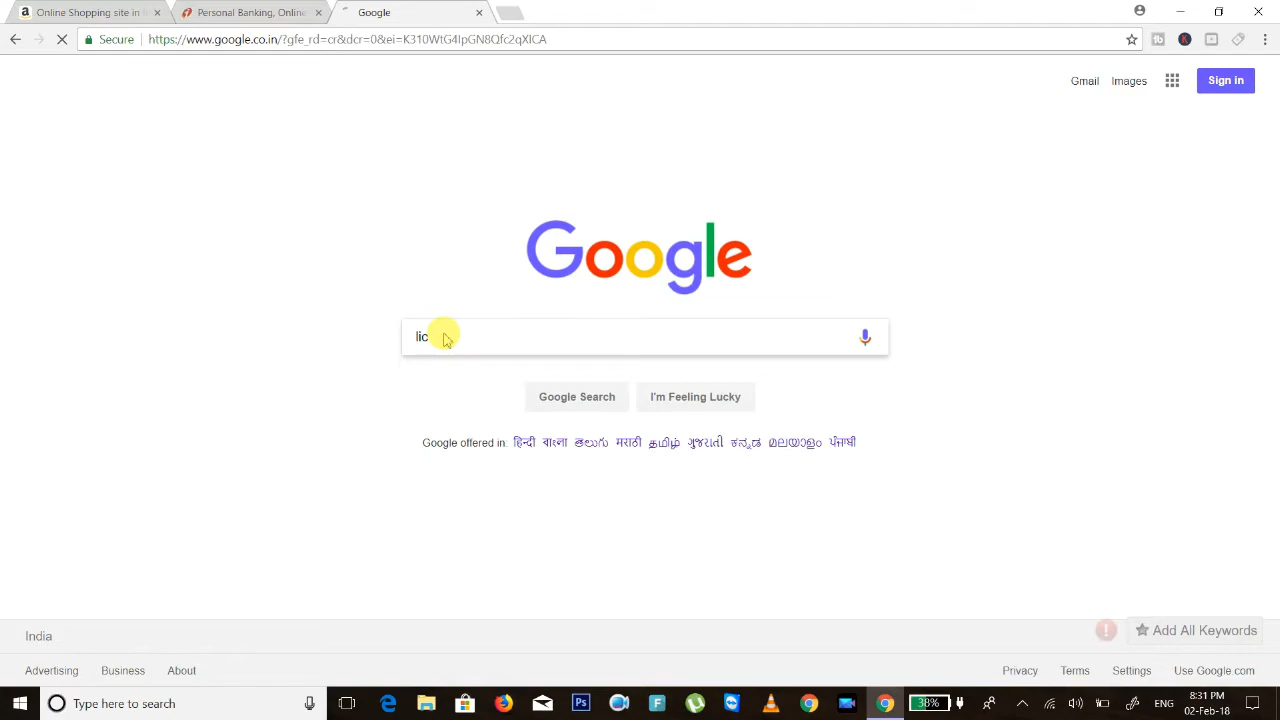 Online Shopping site in
Personal Banking, Online
Google
Secure
https://www.google.co.in/?gfe_rd=cr&dcr=0&ei=K310WtG4IpGN8Qfc2qXICA
Gmail
Images
Sign in
Google
lic
Google Search
I'm Feeling Lucky
Google offered in: हिन्दी বাংলা తెలుగు मराठी தமிழ் ગુજરાતી ಕನ್ನಡ മലയാളം ਪੰਜਾਬੀ
India
Add All Keywords
Advertising
Business
About
Privacy
Terms
Settings
Use Google.com
Type here to search
Ps
F
38%
ENG
8:31 PM
02-Feb-18